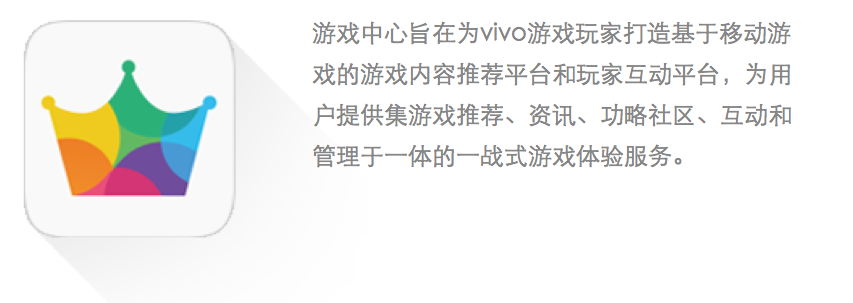 游戏中心旨在为vivo游戏玩家打造基于移动游
戏的游戏内容推荐平台和玩家互动平台，为用
户提供集游戏推荐、资讯、功略社区、互动和
管理于一体的一战式游戏体验服务。